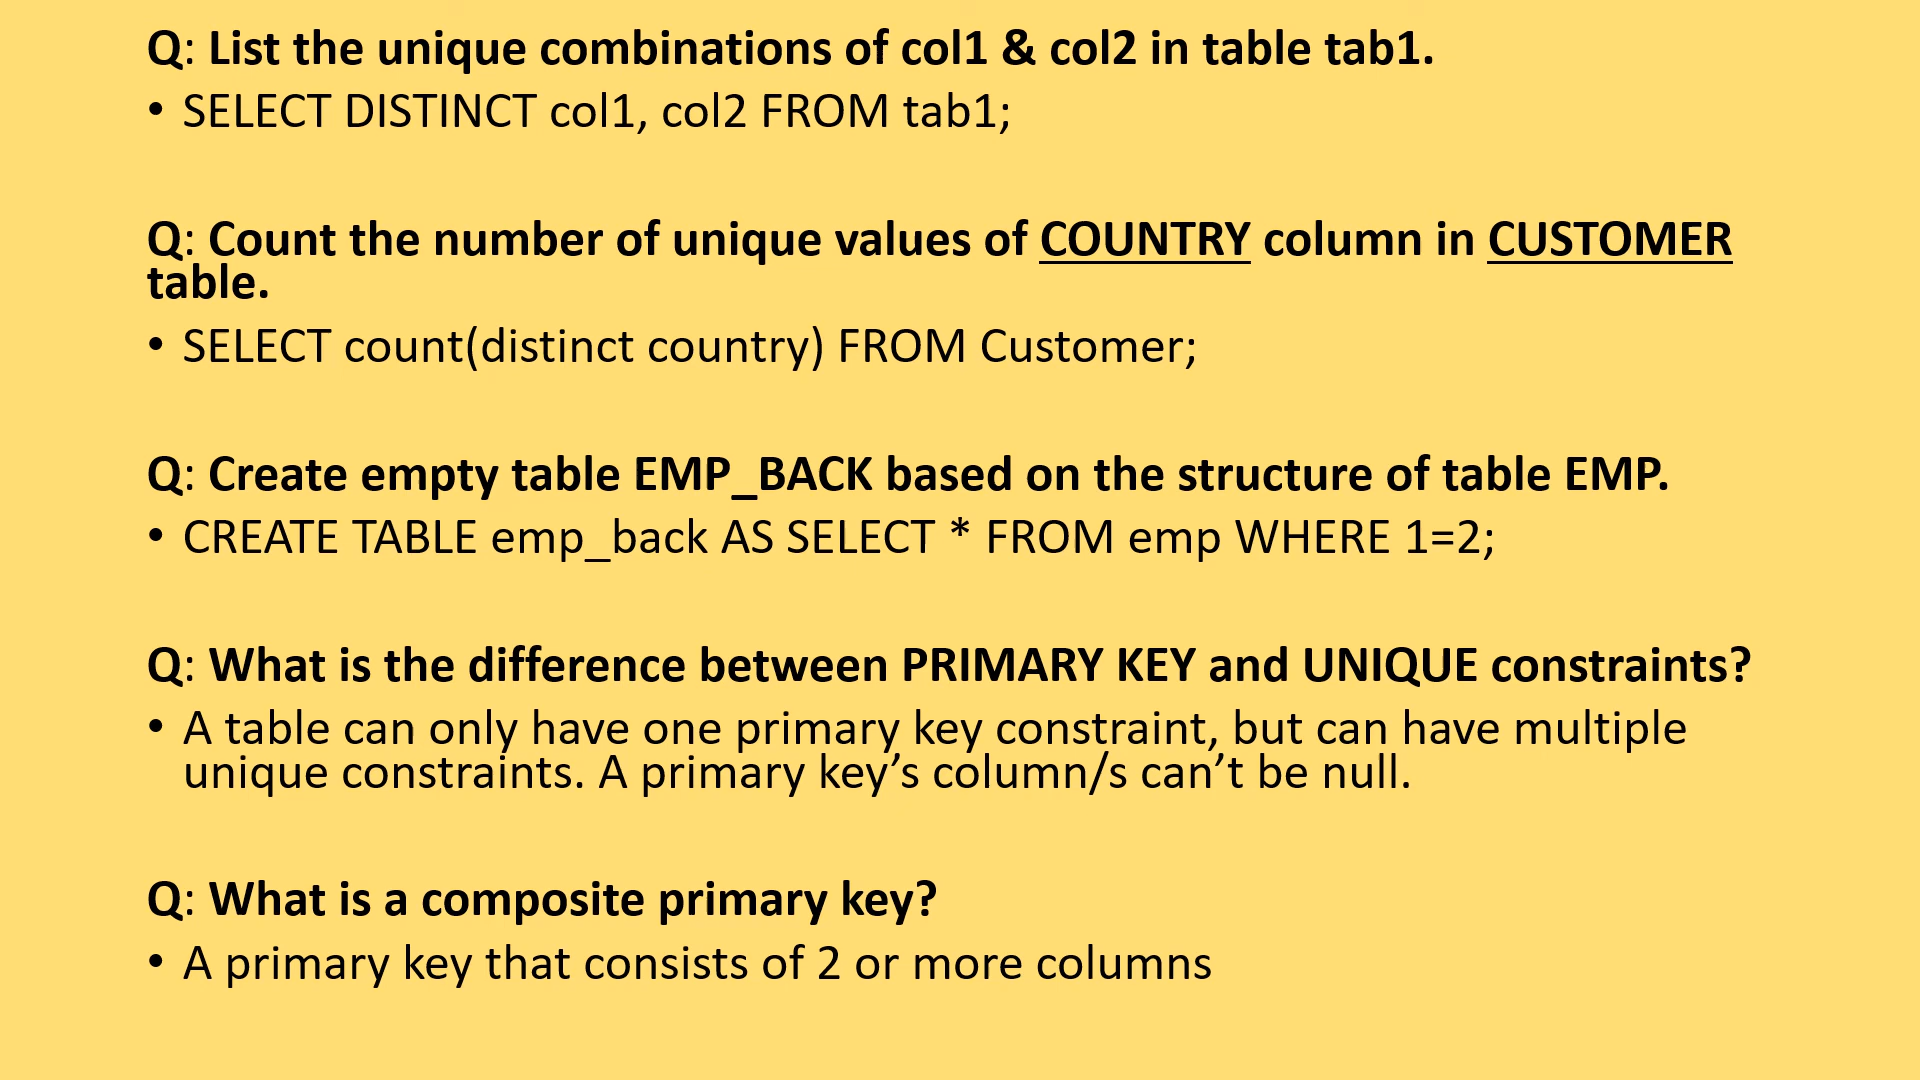 Q: List the unique combinations of col1 & col2 in table tab1.
• SELECT DISTINCT col1, col2 FROM tab1;
Q: Count the number of unique values of COUNTRY column in CUSTOMER
table.
• SELECT count(distinct country) FROM Customer;
Q: Create empty table EMP_BACK based on the structure of table EMP.
• CREATE TABLE emp_back AS SELECT * FROM emp WHERE 1=2;
Q: What is the difference between PRIMARY KEY and UNIQUE constraints?
• A table can only have one primary key constraint, but can have multiple
unique constraints. A primary key’s column/s can’t be null.
Q: What is a composite primary key?
• A primary key that consists of 2 or more columns